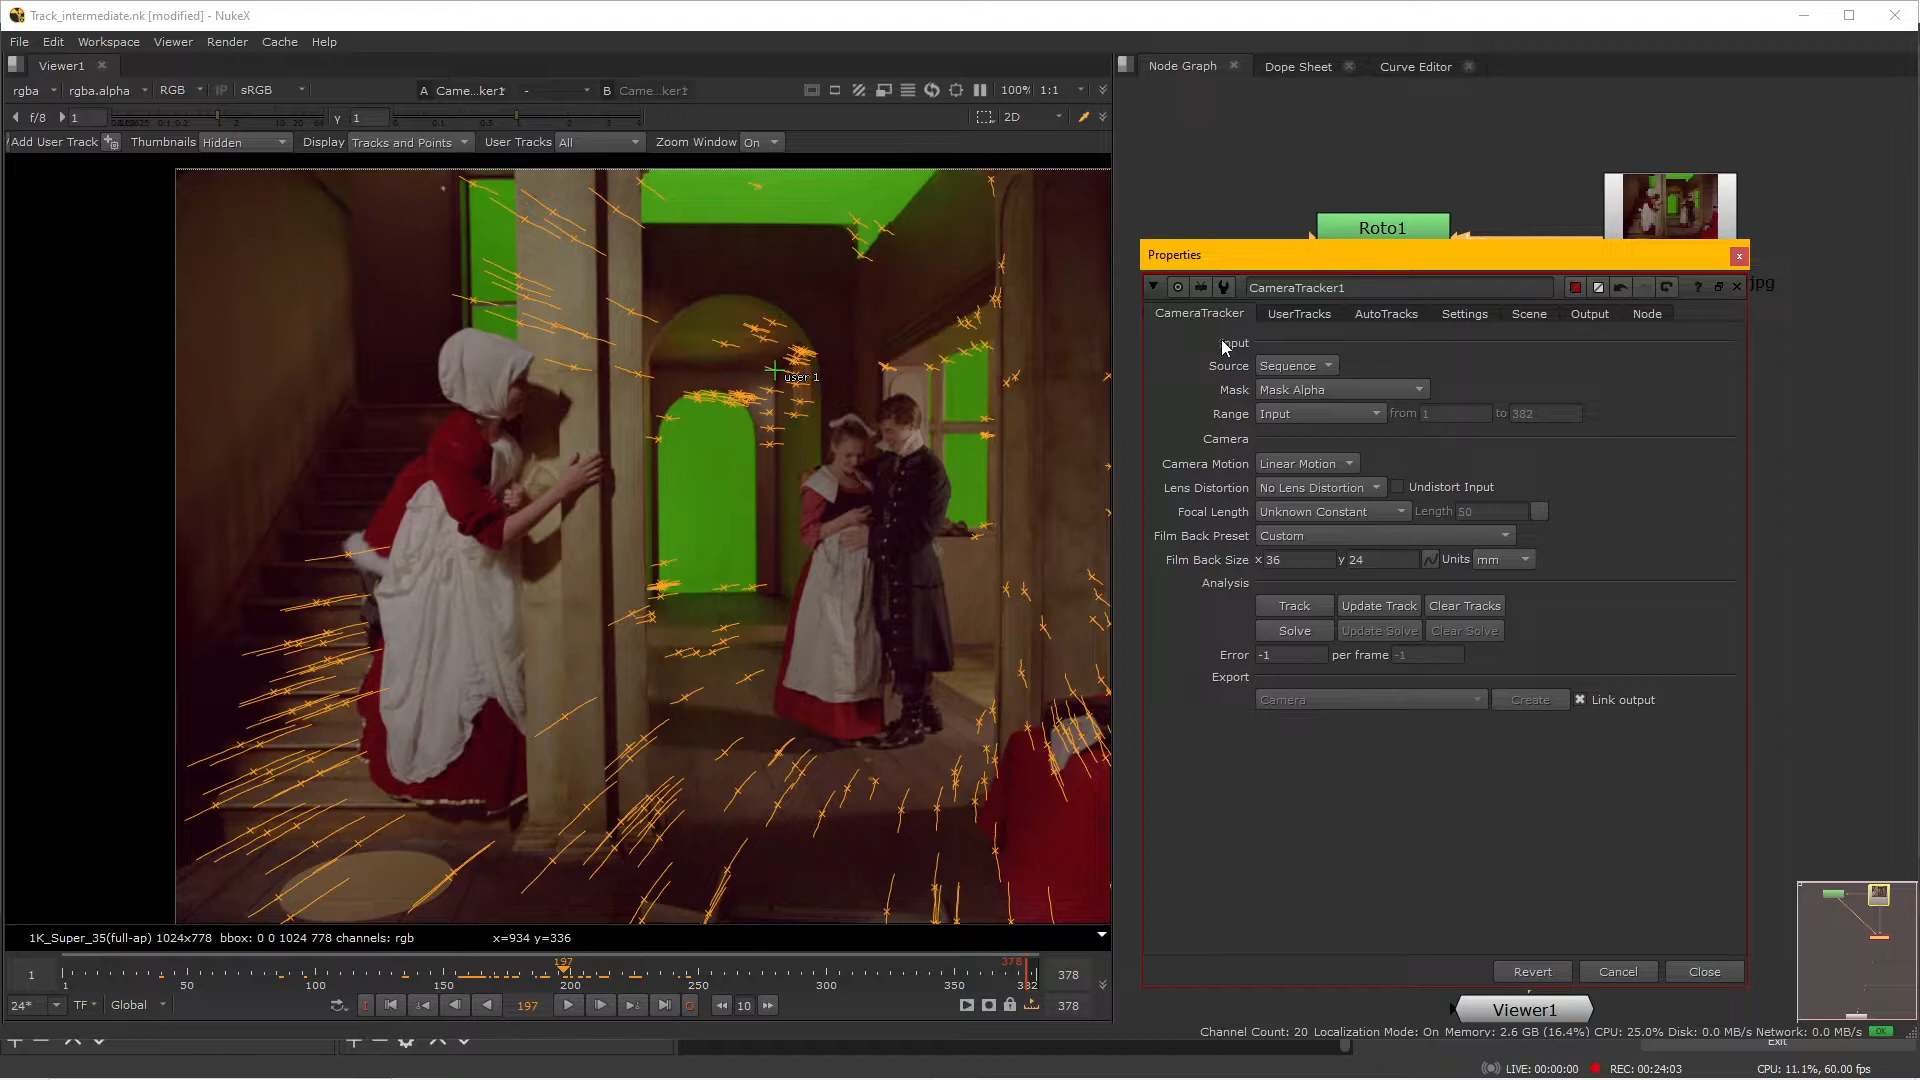 Track_intermediate.nk [modified] - NukeX
File Edit Workspace Viewer Render Cache Help
Viewer1
Node Graph Dope Sheet Curve Editor
rgba rgba.alpha RGB IP sRGB A Came...ker1 - B Came...ker1 100% 1:1
f/8 1 γ 1 2D
Add User Track Thumbnails Hidden Display Tracks and Points User Tracks All Zoom Window On
user 1
Roto1
jpg
Properties
CameraTracker1
CameraTracker UserTracks AutoTracks Settings Scene Output Node
Input
Source Sequence
Mask Mask Alpha
Range Input from 1 to 382
Camera
Camera Motion Linear Motion
Lens Distortion No Lens Distortion Undistort Input
Focal Length Unknown Constant Length 50
Film Back Preset Custom
Film Back Size x 36 y 24 Units mm
Analysis
Track Update Track Clear Tracks
Solve Update Solve Clear Solve
Error -1 per frame -1
Export
Camera Create Link output
Revert Cancel Close
1K_Super_35(full-ap) 1024x778 bbox: 0 0 1024 778 channels: rgb x=934 y=336
1 197 378 378
1 50 100 150 200 250 300 350 382
24* TF Global 197 10 378
Viewer1
Channel Count: 20 Localization Mode: On Memory: 2.6 GB (16.4%) CPU: 25.0% Disk: 0.0 MB/s Network: 0.0 MB/s OK
Exit
LIVE: 00:00:00 REC: 00:24:03 CPU: 11.1%, 60.00 fps